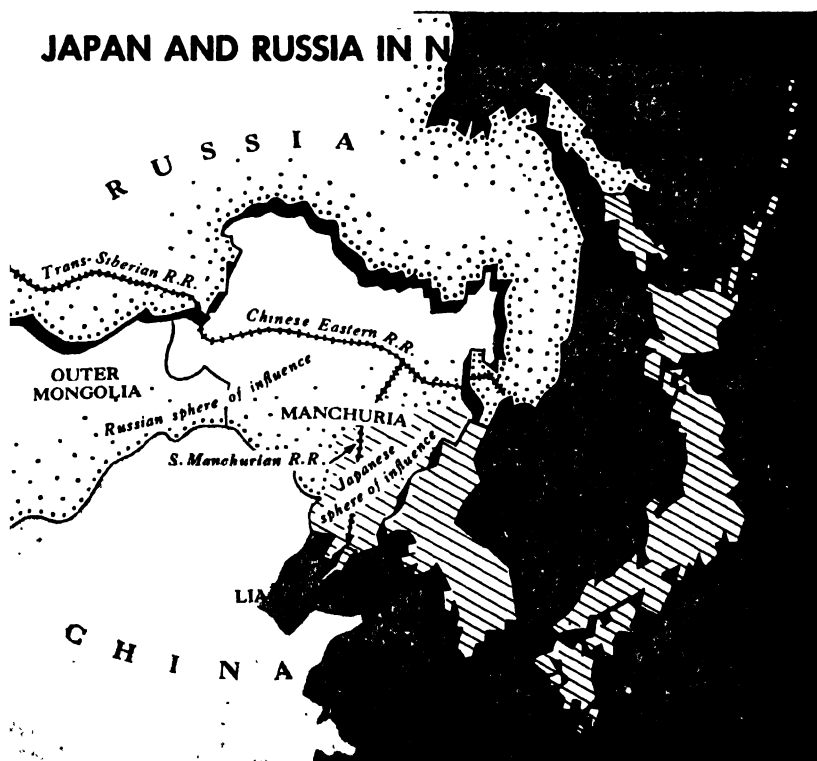 JAPAN AND RUSSIA IN N
RUSSIA
Trans-Siberian R.R.
Chinese Eastern R.R.
OUTER
MONGOLIA
Russian sphere of influence
MANCHURIA
S. Manchurian R.R.
Japanese
sphere of influence
LIA
CHINA